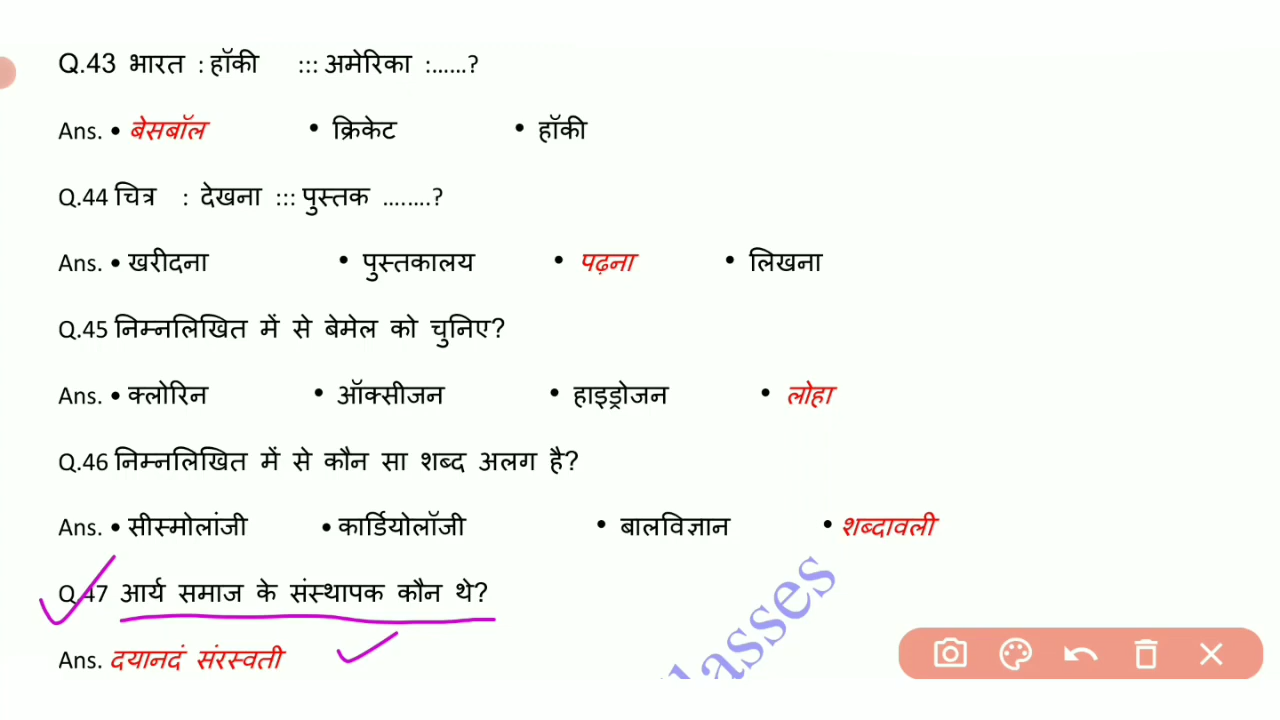 Q.43 भारत : हॉकी ::: अमेरिका :......?
Ans. • बेसबॉल • क्रिकेट • हॉकी
Q.44 चित्र : देखना ::: पुस्तक ........?
Ans. • खरीदना • पुस्तकालय • पढ़ना • लिखना
Q.45 निम्नलिखित में से बेमेल को चुनिए?
Ans. • क्लोरिन • ऑक्सीजन • हाइड्रोजन • लोहा
Q.46 निम्नलिखित में से कौन सा शब्द अलग है?
Ans. • सीस्मोलांजी • कार्डियोलॉजी • बालविज्ञान • शब्दावली
Q.47 आर्य समाज के संस्थापक कौन थे?
Ans. दयानदं संरस्वती